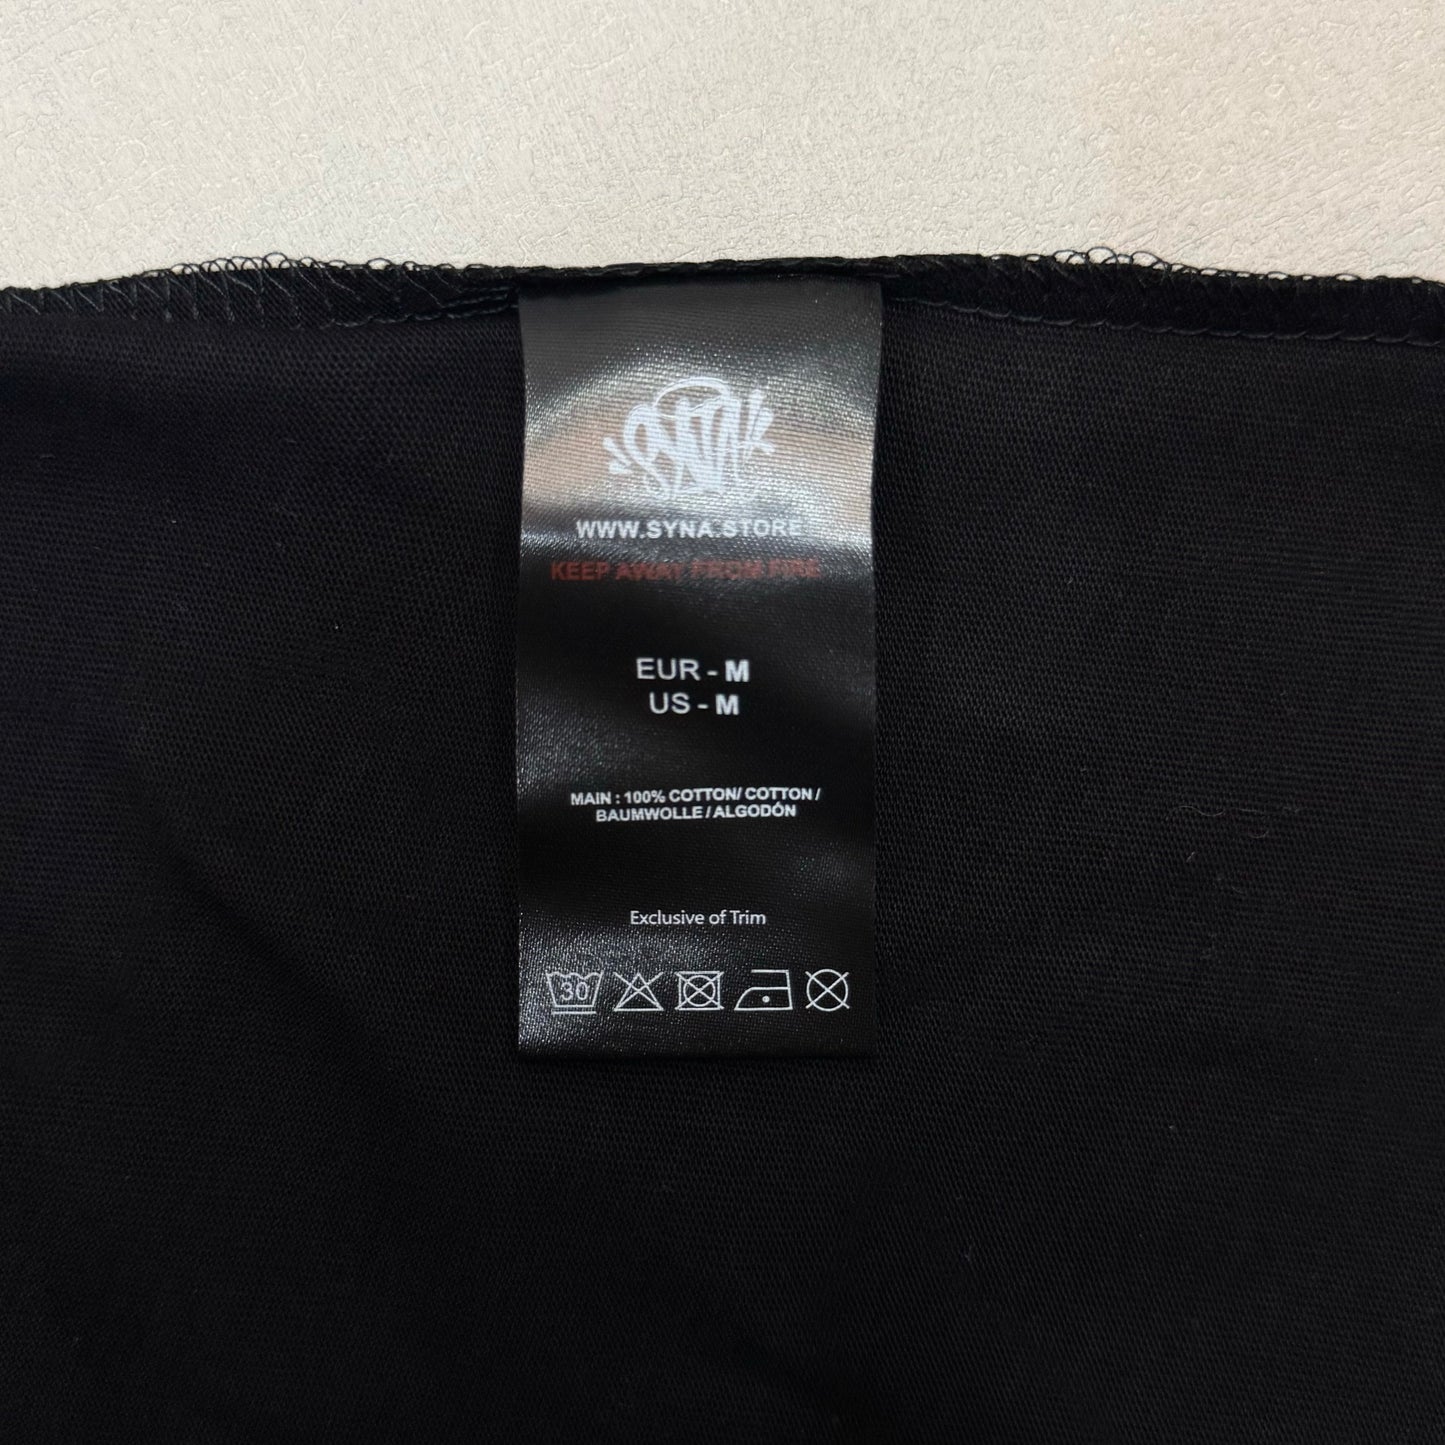 SYNA
WWW.SYNA.STORE
KEEP AWAY FROM FIRE
EUR - M
US - M
MAIN : 100% COTTON/ COTTON /
BAUMWOLLE / ALGODÓN
Exclusive of Trim
30